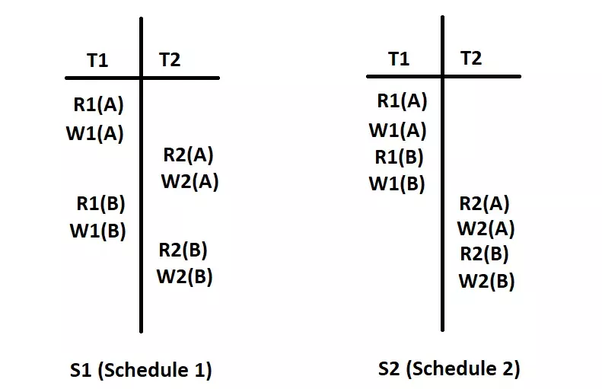 T1 T2
R1(A)
W1(A)
R2(A)
W2(A)
R1(B)
W1(B)
R2(B)
W2(B)
S1 (Schedule 1)
T1 T2
R1(A)
W1(A)
R1(B)
W1(B)
R2(A)
W2(A)
R2(B)
W2(B)
S2 (Schedule 2)